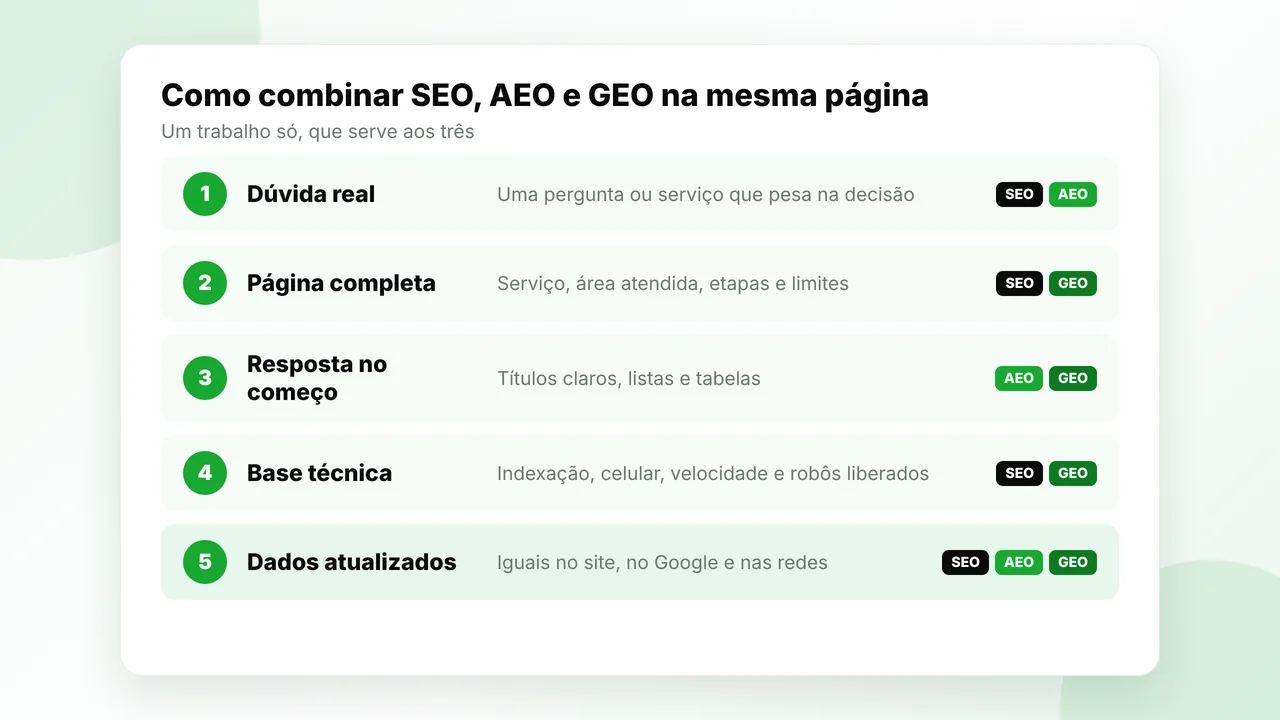 Como combinar SEO, AEO e GEO na mesma página
Um trabalho só, que serve aos três
1 Dúvida real Uma pergunta ou serviço que pesa na decisão SEO AEO
2 Página completa Serviço, área atendida, etapas e limites SEO GEO
3 Resposta no
começo Títulos claros, listas e tabelas AEO GEO
4 Base técnica Indexação, celular, velocidade e robôs liberados SEO GEO
5 Dados atualizados Iguais no site, no Google e nas redes SEO AEO GEO